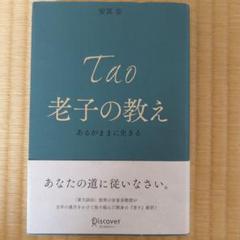 安冨歩
Tao
老子の教え
あるがままに生きる
あなたの道に従いなさい。
Discover